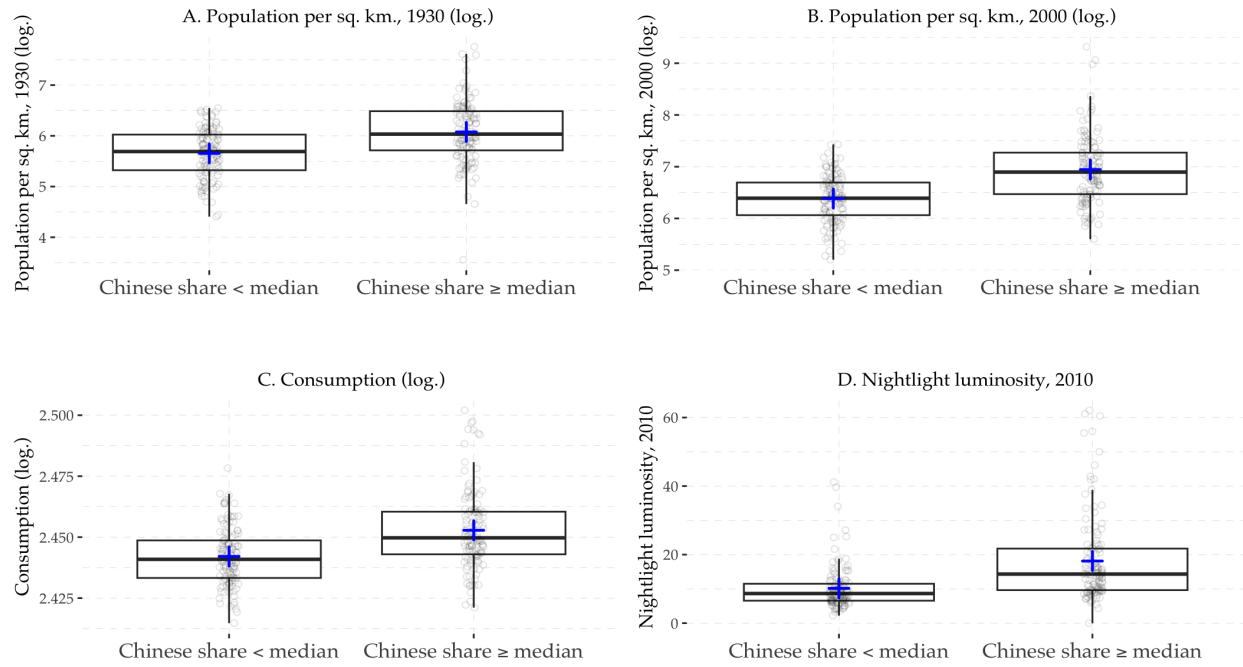 A. Population per sq. km., 1930 (log.)
Population per sq. km., 1930 (log.)
7
6
5
4
Chinese share < median
Chinese share ≥ median
B. Population per sq. km., 2000 (log.)
Population per sq. km., 2000 (log.)
9
8
7
6
5
Chinese share < median
Chinese share ≥ median
C. Consumption (log.)
Consumption (log.)
2.500
2.475
2.450
2.425
Chinese share < median
Chinese share ≥ median
D. Nightlight luminosity, 2010
Nightlight luminosity, 2010
60
40
20
0
Chinese share < median
Chinese share ≥ median